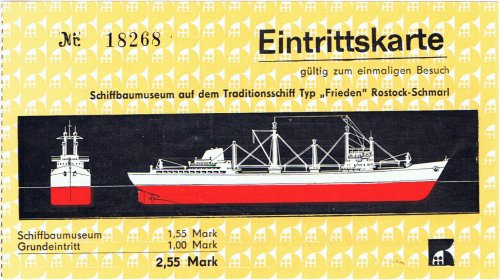 № 18268
Eintrittskarte
gültig zum einmaligen Besuch
Schiffbaumuseum auf dem Traditionsschiff Typ „Frieden" Rostock-Schmarl
Schiffbaumuseum 1,55 Mark
Grundeintritt 1,00 Mark
2,55 Mark